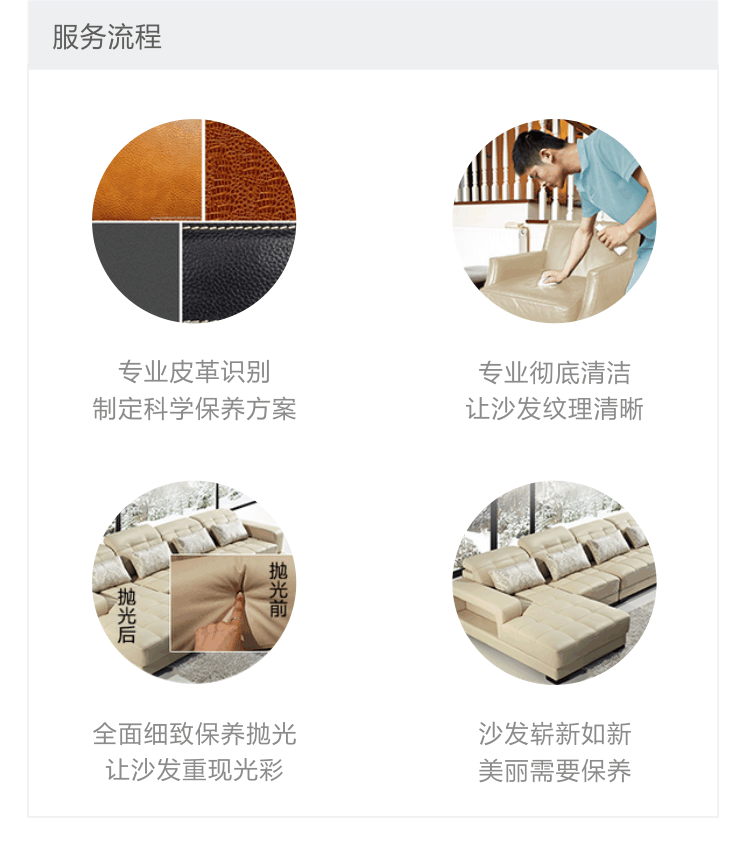 服务流程
专业皮革识别
制定科学保养方案
专业彻底清洁
让沙发纹理清晰
抛光后
抛光前
全面细致保养抛光
让沙发重现光彩
沙发崭新如新
美丽需要保养